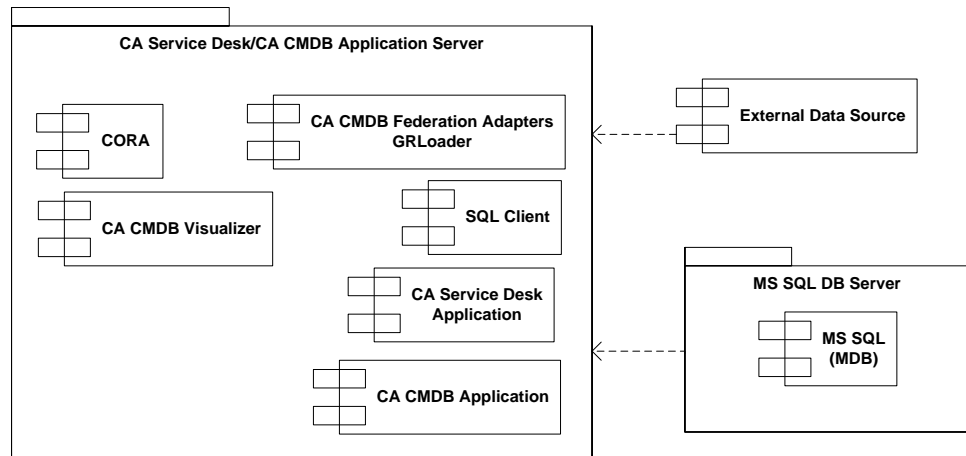 CA Service Desk/CA CMDB Application Server
CORA
CA CMDB Federation Adapters
GRLoader
External Data Source
CA CMDB Visualizer
SQL Client
CA Service Desk
Application
CA CMDB Application
MS SQL DB Server
MS SQL
(MDB)